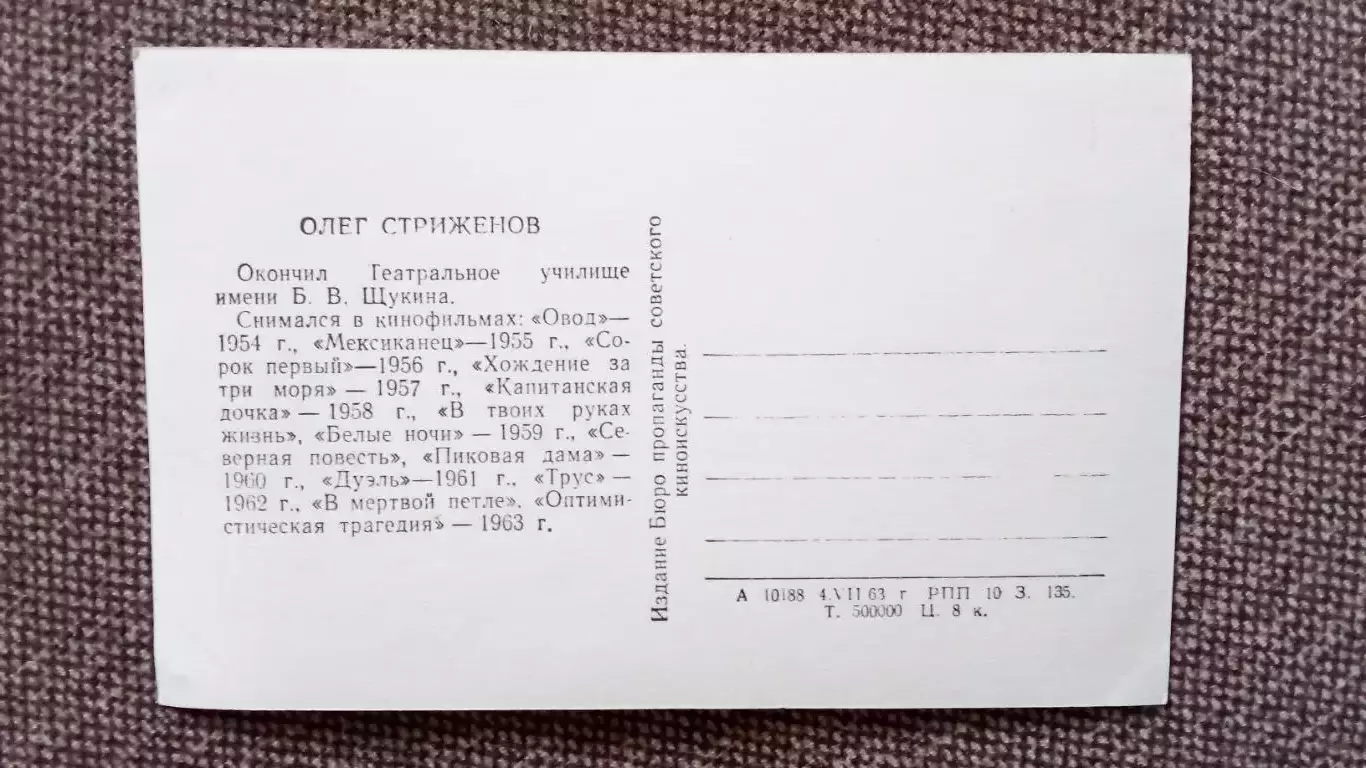 ОЛЕГ СТРИЖЕНОВ
Окончил Театральное училище
имени Б. В. Щукина.
Снимался в кинофильмах: «Овод»—
1954 г., «Мексиканец»—1955 г., «Со-
рок первый»—1956 г., «Хождение за
три моря» — 1957 г., «Капитанская
дочка» — 1958 г., «В твоих руках
жизнь», «Белые ночи» — 1959 г., «Се-
верная повесть», «Пиковая дама» —
1960 г., «Дуэль»—1961 г., «Трус» —
1962 г., «В мертвой петле», «Оптими-
стическая трагедия» — 1963 г.
Издание Бюро пропаганды советского
киноискусства.
А 10188 4.VII 63 г РПП 10 З. 135.
Т. 500000 Ц. 8 к.